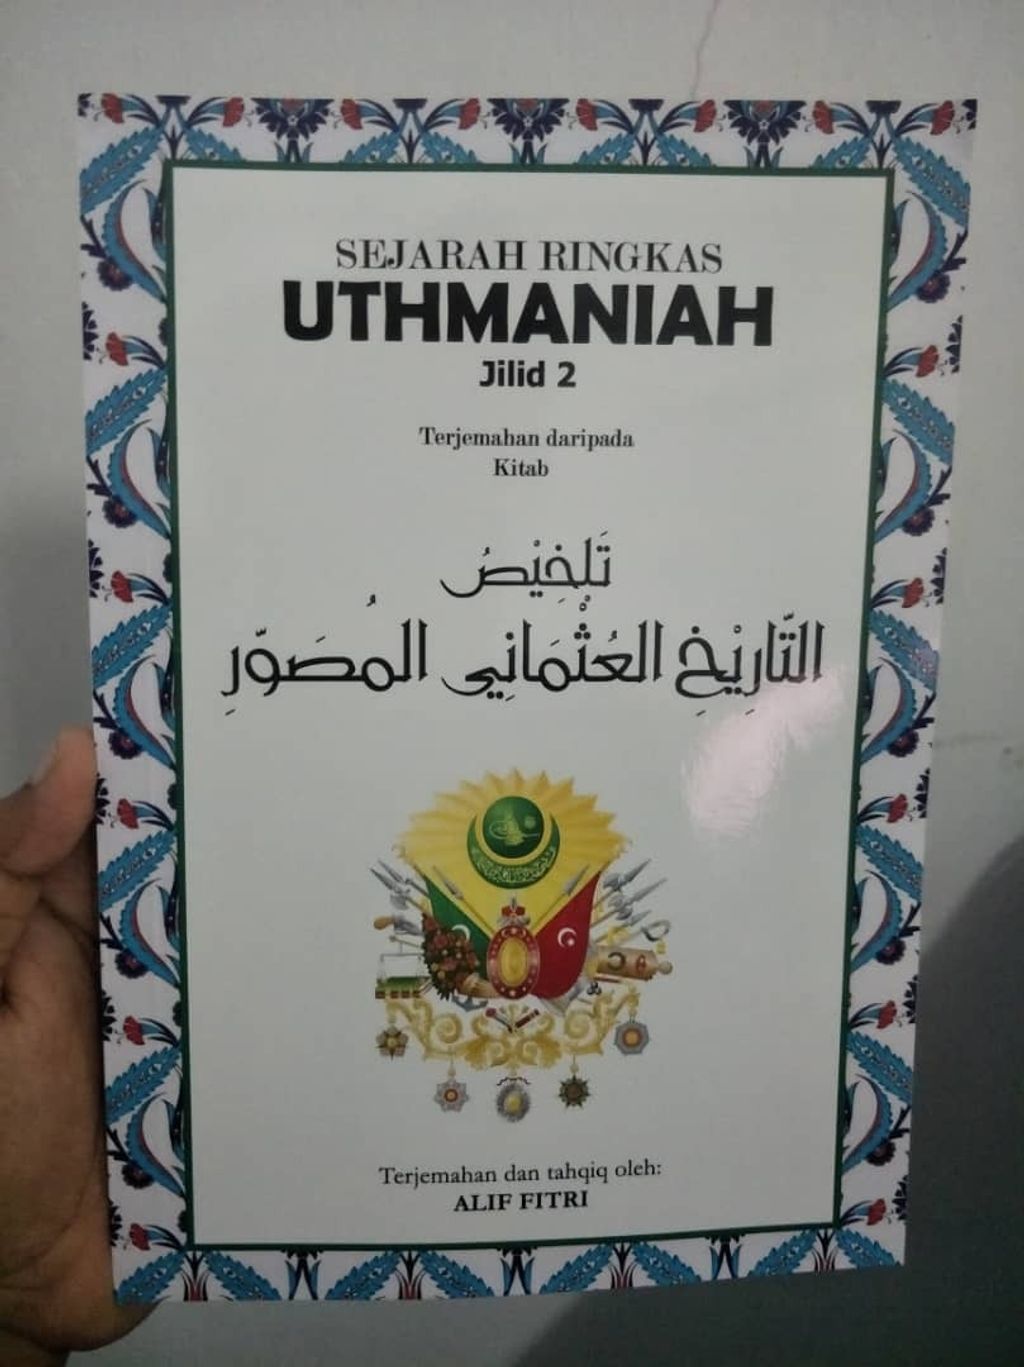 SEJARAH RINGKAS
UTHMANIAH
Jilid 2
Terjemahan daripada
Kitab
تَلْخِيْصُ
التَّارِيْخِ العُثْمَانِي المُصَوَّرِ
Terjemahan dan tahqiq oleh:
ALIF FITRI